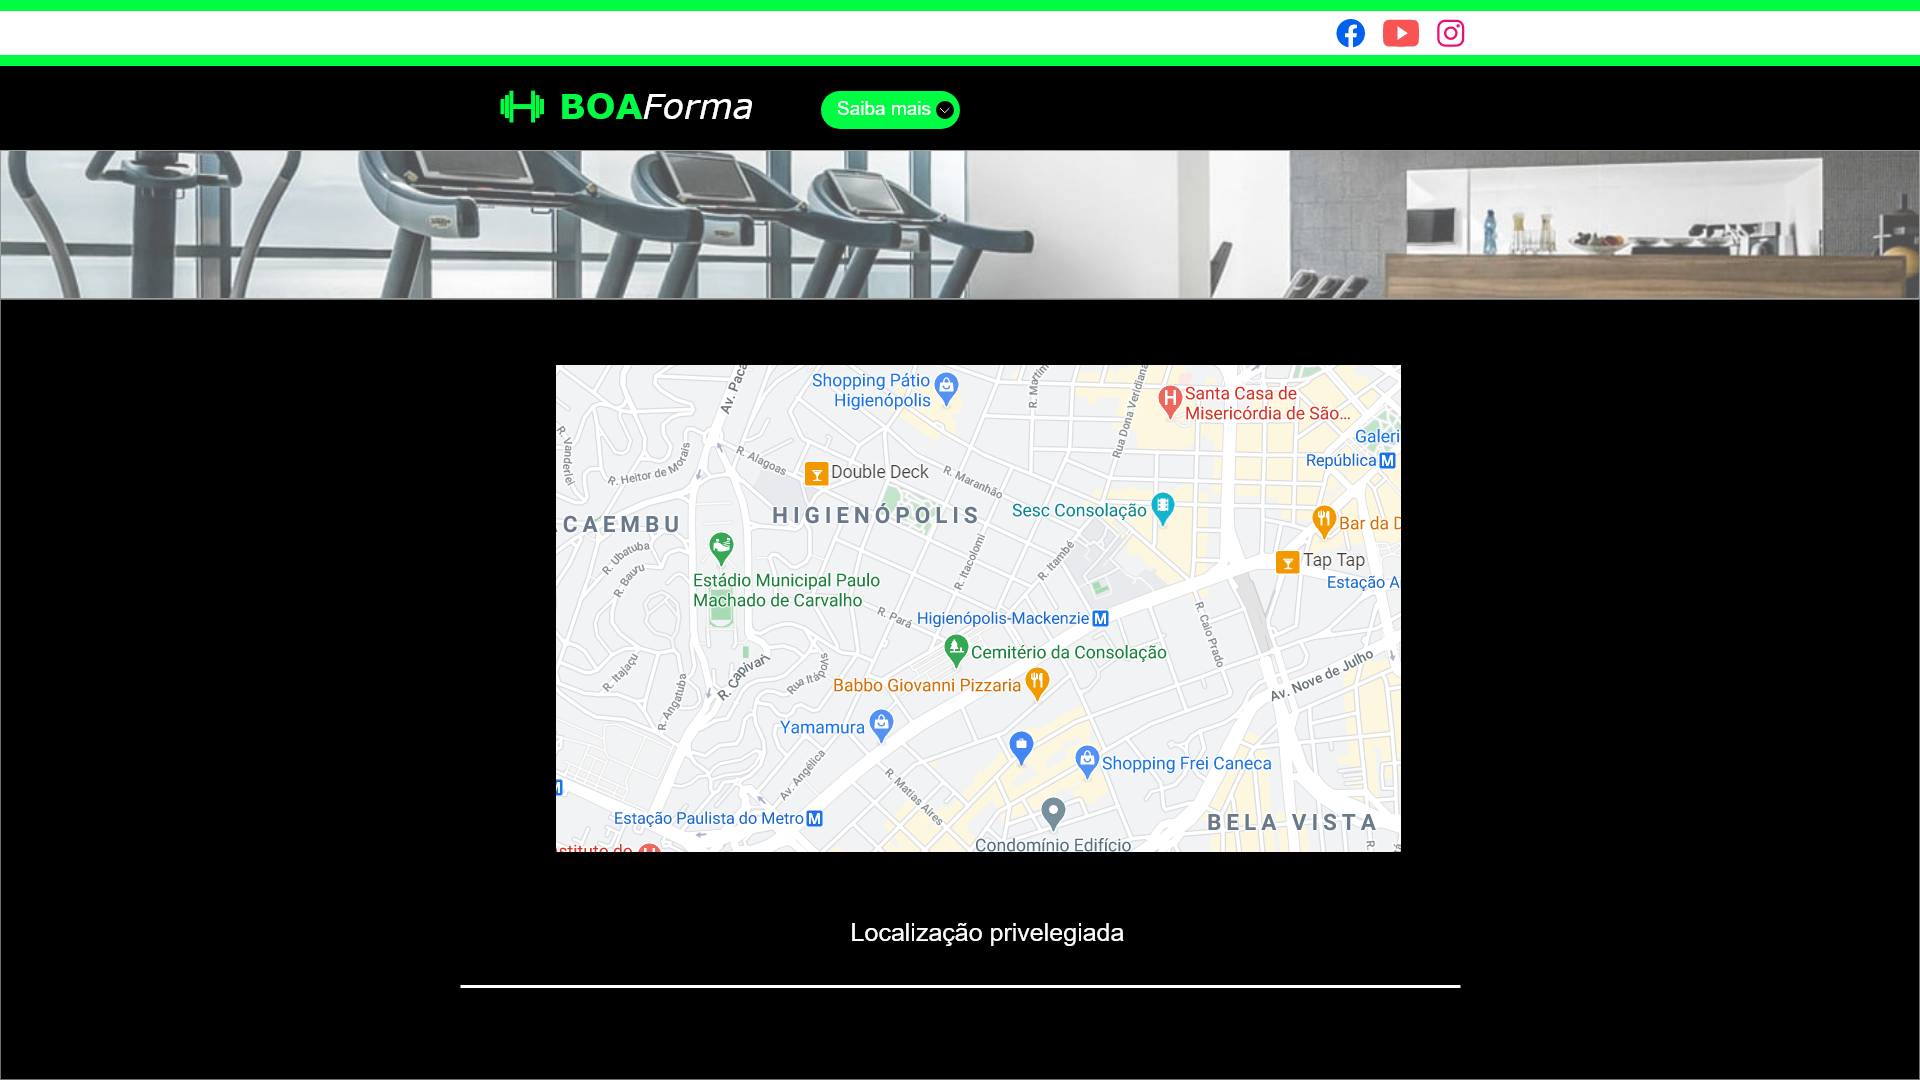 BOAForma
Saiba mais
Shopping Pátio
Higienópolis
Av. Paca
R. Martim
Rua Dona Veridiana
Santa Casa de
Misericórdia de São...
Galeri
República M
R. Vanderlei
R. Heitor de Morais
R. Alagoas
Double Deck
R. Maranhão
CAEMBU
HIGIENÓPOLIS
Sesc Consolação
Bar da D
Tap Tap
Estação A
R. Ubatuba
R. Bauru
Estádio Municipal Paulo
Machado de Carvalho
R. Itacolomi
R. Itambé
R. Pará
Higienópolis-Mackenzie M
R. Caio Prado
Cemitério da Consolação
Babbo Giovanni Pizzaria
R. Itajaçu
R. Capivari
Rua Itápolis
R. Angatuba
Av. Nove de Julho
Yamamura
Av. Angélica
R. Matias Aires
Shopping Frei Caneca
Estação Paulista do Metro M
BELA VISTA
Condomínio Edifício
stituto do
Localização privelegiada